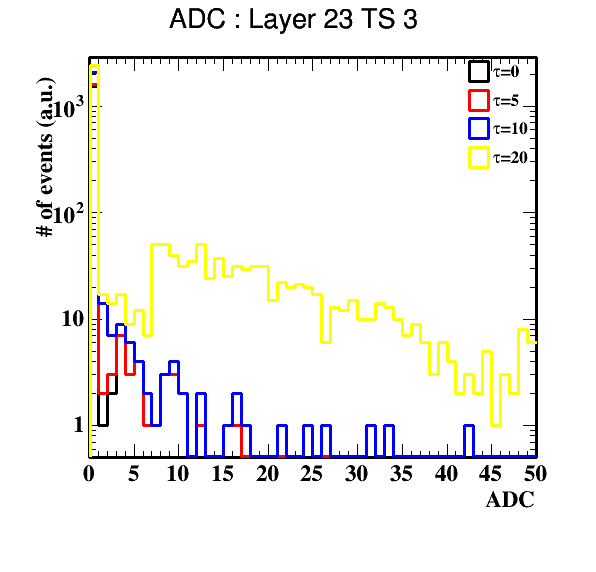 ADC : Layer 23 TS 3
# of events (a.u.)
10³
10²
10
1
τ=0
τ=5
τ=10
τ=20
0 5 10 15 20 25 30 35 40 45 50
ADC